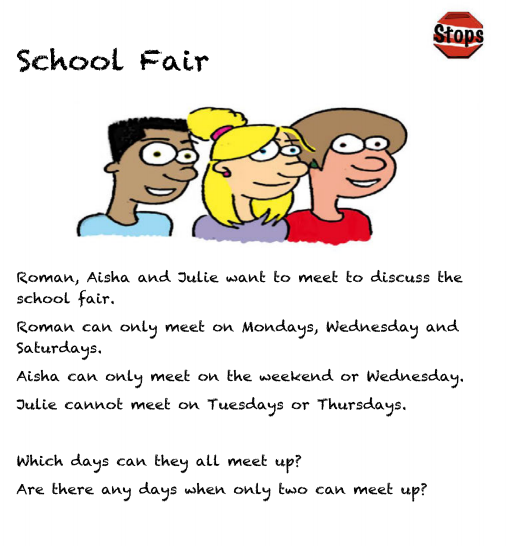 Stops
School Fair
Roman, Aisha and Julie want to meet to discuss the
school fair.
Roman can only meet on Mondays, Wednesday and
Saturdays.
Aisha can only meet on the weekend or Wednesday.
Julie cannot meet on Tuesdays or Thursdays.
Which days can they all meet up?
Are there any days when only two can meet up?